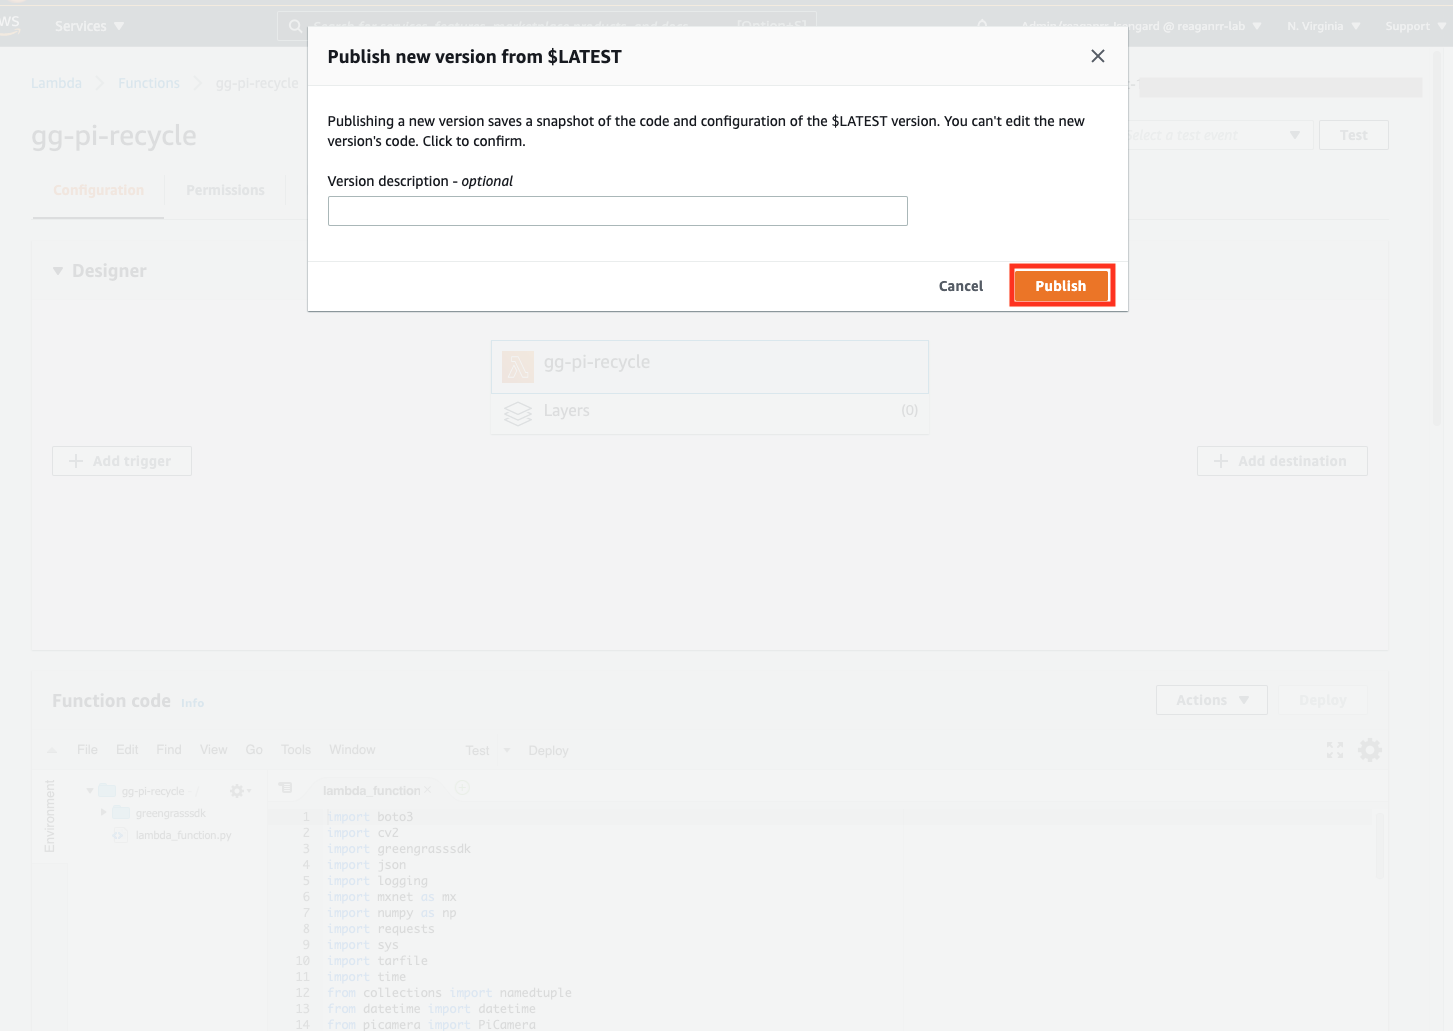 WS
Services
Publish new version from $LATEST
N. Virginia
Support
Lambda
Functions
gg-pi-recycle
Publishing a new version saves a snapshot of the code and configuration of the $LATEST version. You can't edit the new
version's code. Click to confirm.
gg-pi-recycle
Select a test event
Test
Version description - optional
Configuration
Permissions
Designer
Cancel
Publish
gg-pi-recycle
Layers
(0)
Add trigger
Add destination
Function code
Info
Actions
Deploy
File Edit Find View Go Tools Window Test Deploy
Environment
gg-pi-recycle /
greengrasssdk
lambda_function.py
lambda_function
1 import boto3
2 import cv2
3 import greengrasssdk
4 import json
5 import logging
6 import mxnet as mx
7 import numpy as np
8 import requests
9 import sys
10 import tarfile
11 import time
12 from collections import namedtuple
13 from datetime import datetime
14 from picamera import PiCamera